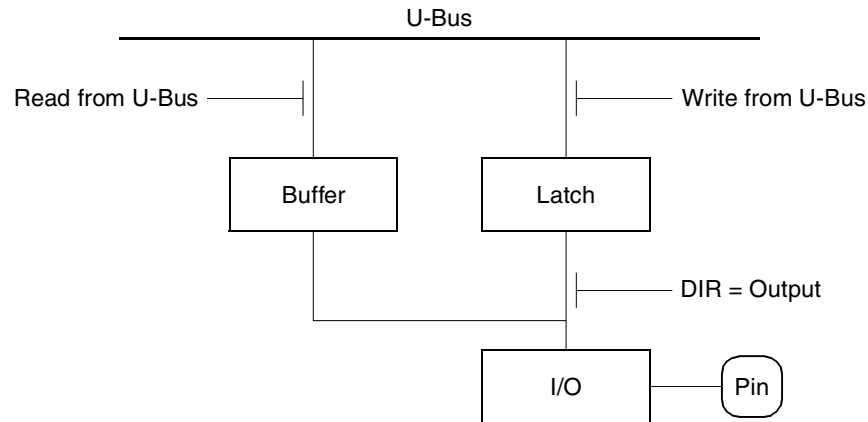 U-Bus
Read from U-Bus
Write from U-Bus
Buffer
Latch
DIR = Output
I/O
Pin